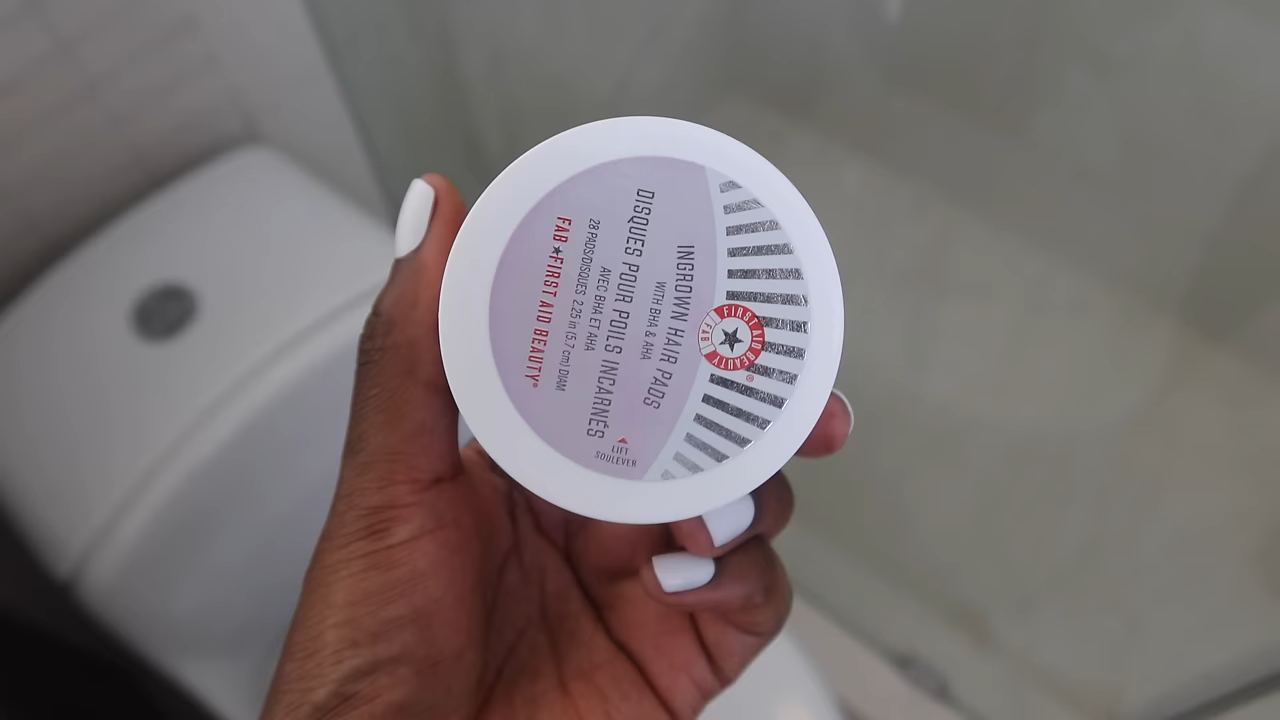 FIRST AID BEAUTY
FAB
®
INGROWN HAIR PADS
WITH BHA & AHA
DISQUES POUR POILS INCARNÉS
AVEC BHA ET AHA
28 PADS/DISQUES 2.25 in (5.7 cm) DIAM
FAB★FIRST AID BEAUTY®
LIFT
SOULEVER